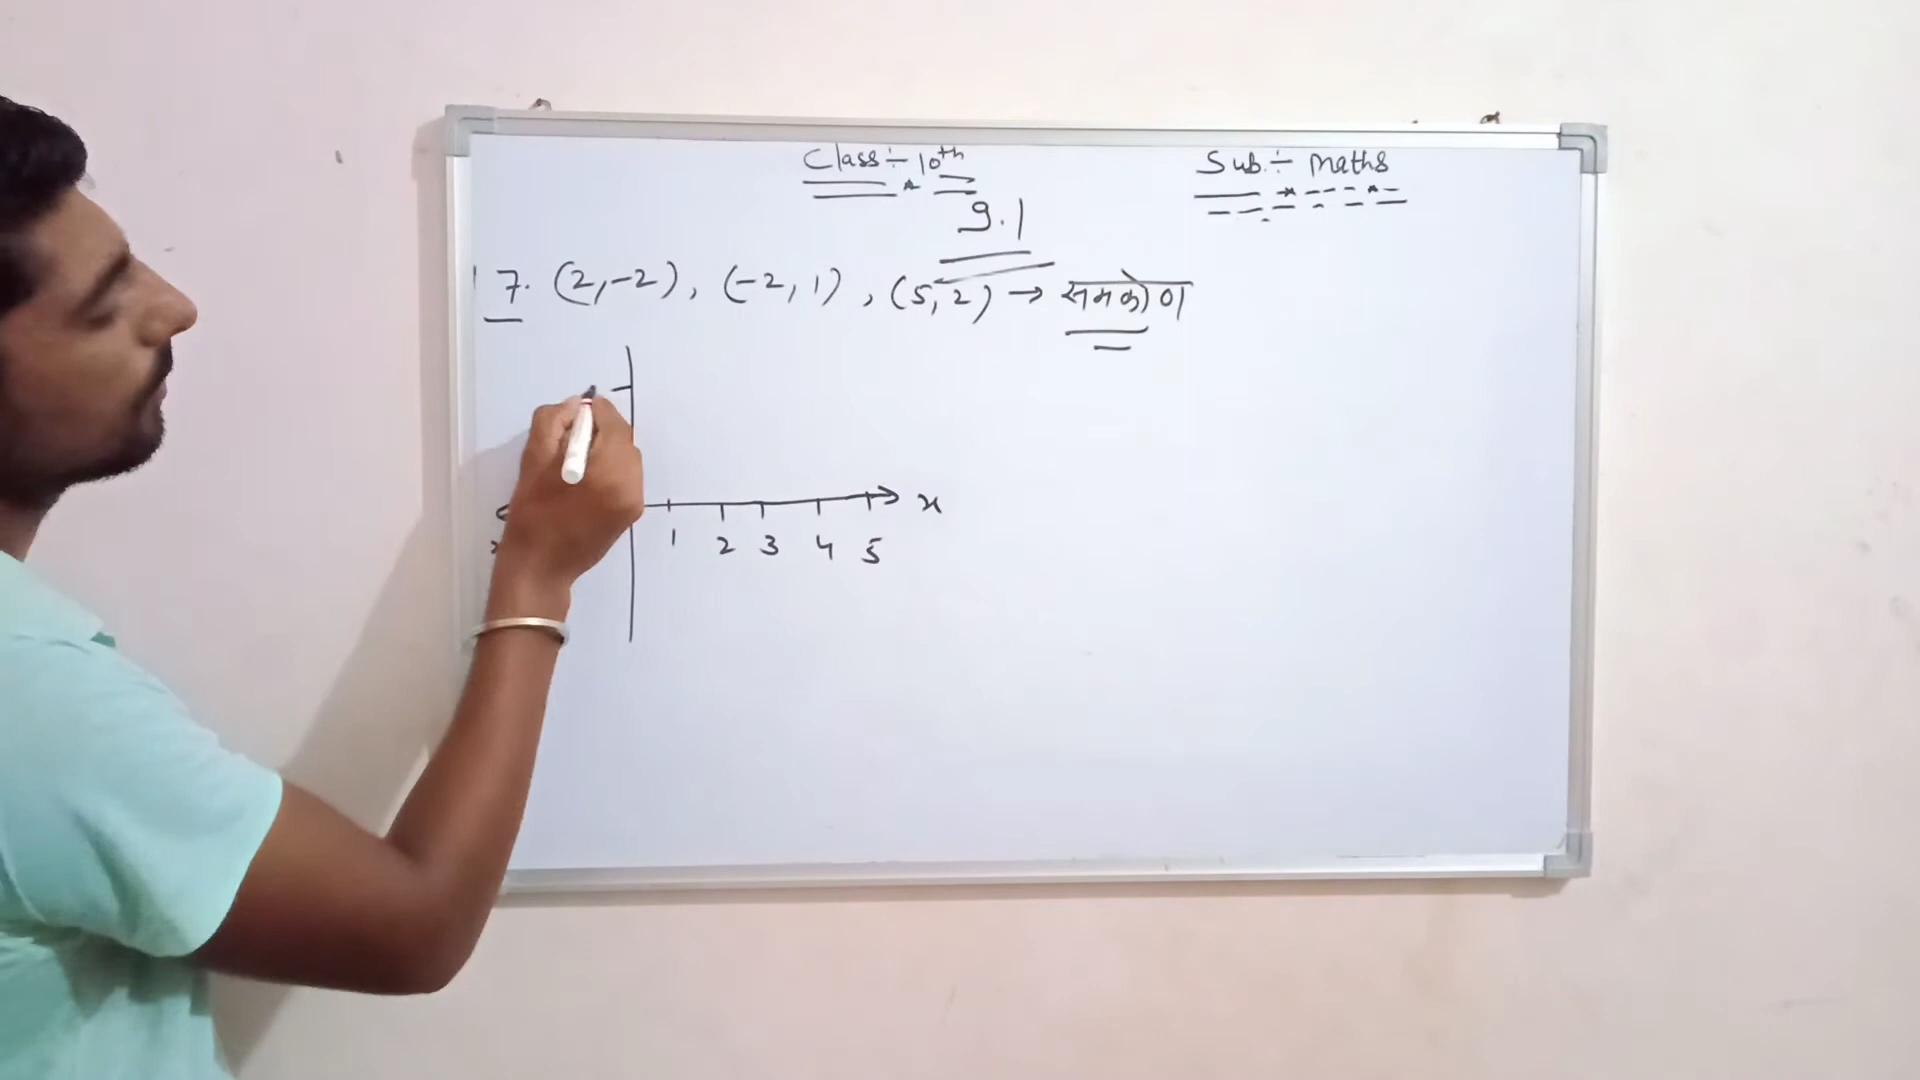 Class :- 10th
Sub :- Maths
9.1
7. (2,-2), (-2, 1), (5, 2) → समकोण
x
1 2 3 4 5